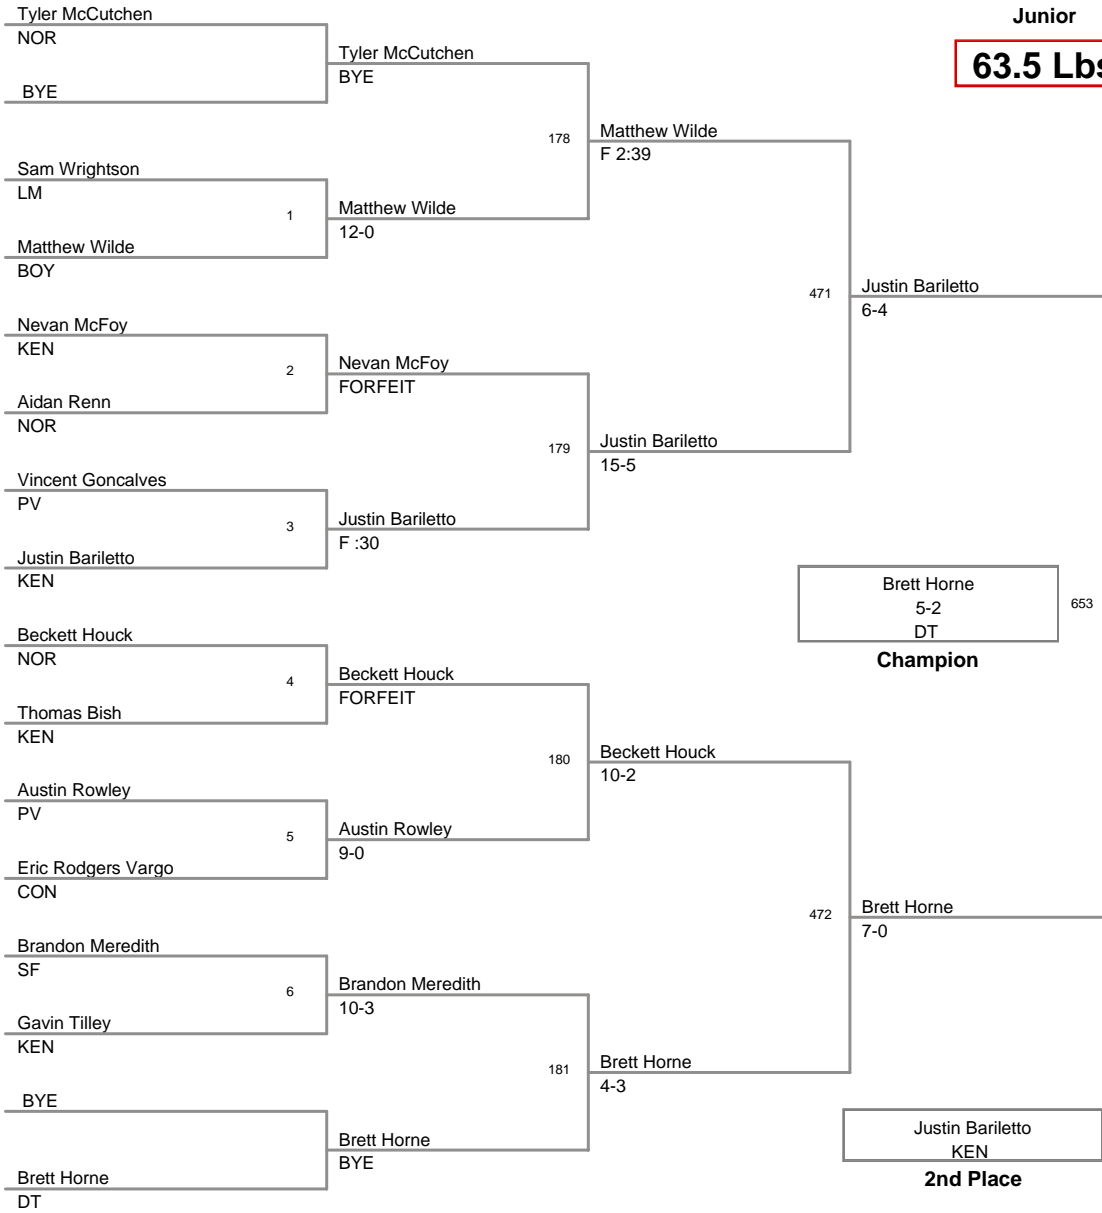 Tyler McCutchen
NOR
BYE
Tyler McCutchen
BYE
Junior
63.5 Lbs
178
Matthew Wilde
F 2:39
Sam Wrightson
LM
1
Matthew Wilde
BOY
Matthew Wilde
12-0
471
Justin Bariletto
6-4
Nevan McFoy
KEN
2
Aidan Renn
NOR
Nevan McFoy
FORFEIT
179
Justin Bariletto
15-5
Vincent Goncalves
PV
3
Justin Bariletto
KEN
Justin Bariletto
F :30
Brett Horne
5-2
DT
653
Champion
Beckett Houck
NOR
4
Thomas Bish
KEN
Beckett Houck
FORFEIT
180
Beckett Houck
10-2
Austin Rowley
PV
5
Eric Rodgers Vargo
CON
Austin Rowley
9-0
472
Brett Horne
7-0
Brandon Meredith
SF
6
Gavin Tilley
KEN
Brandon Meredith
10-3
181
Brett Horne
4-3
BYE
Brett Horne
DT
Brett Horne
BYE
Justin Bariletto
KEN
2nd Place